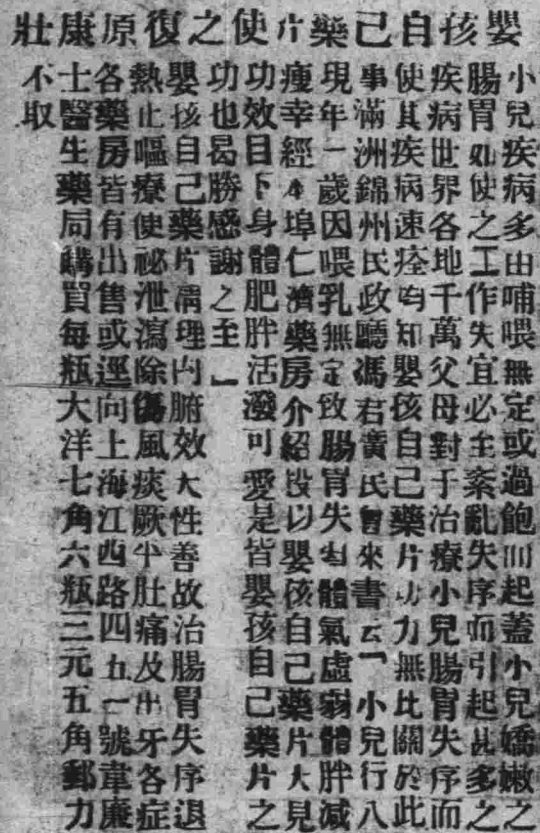 嬰孩自己藥片使之復原康壯
小兒疾病多由哺喂無定或過飽而起蓋小兒嬌嫩之
腸胃如使之工作失宜必至紊亂失序而引起甚多之
疾病世界各地千萬父母對于治療小兒腸胃失序而
使其疾病速痊均知嬰孩自己藥片功力無比關於此
事滿洲錦州民政廳馮君廣民曾來書云「小兒行八
現年一歲因喂乳無定致腸胃失和體氣虛弱體胖減
瘦幸經本埠仁濟藥房介紹投以嬰孩自己藥片大見
功效目下身體肥胖活潑可愛是皆嬰孩自己藥片之
功也曷勝感謝之至」
嬰孩自己藥片清理內腑效大性善故治腸胃失序退
熱止嘔療便祕泄瀉除傷風痰厥平肚痛及出牙各症
各藥房皆有出售或逕向上海江西路四五一號韋廉
士醫生藥局購買每瓶大洋七角六瓶三元五角郵力
不取